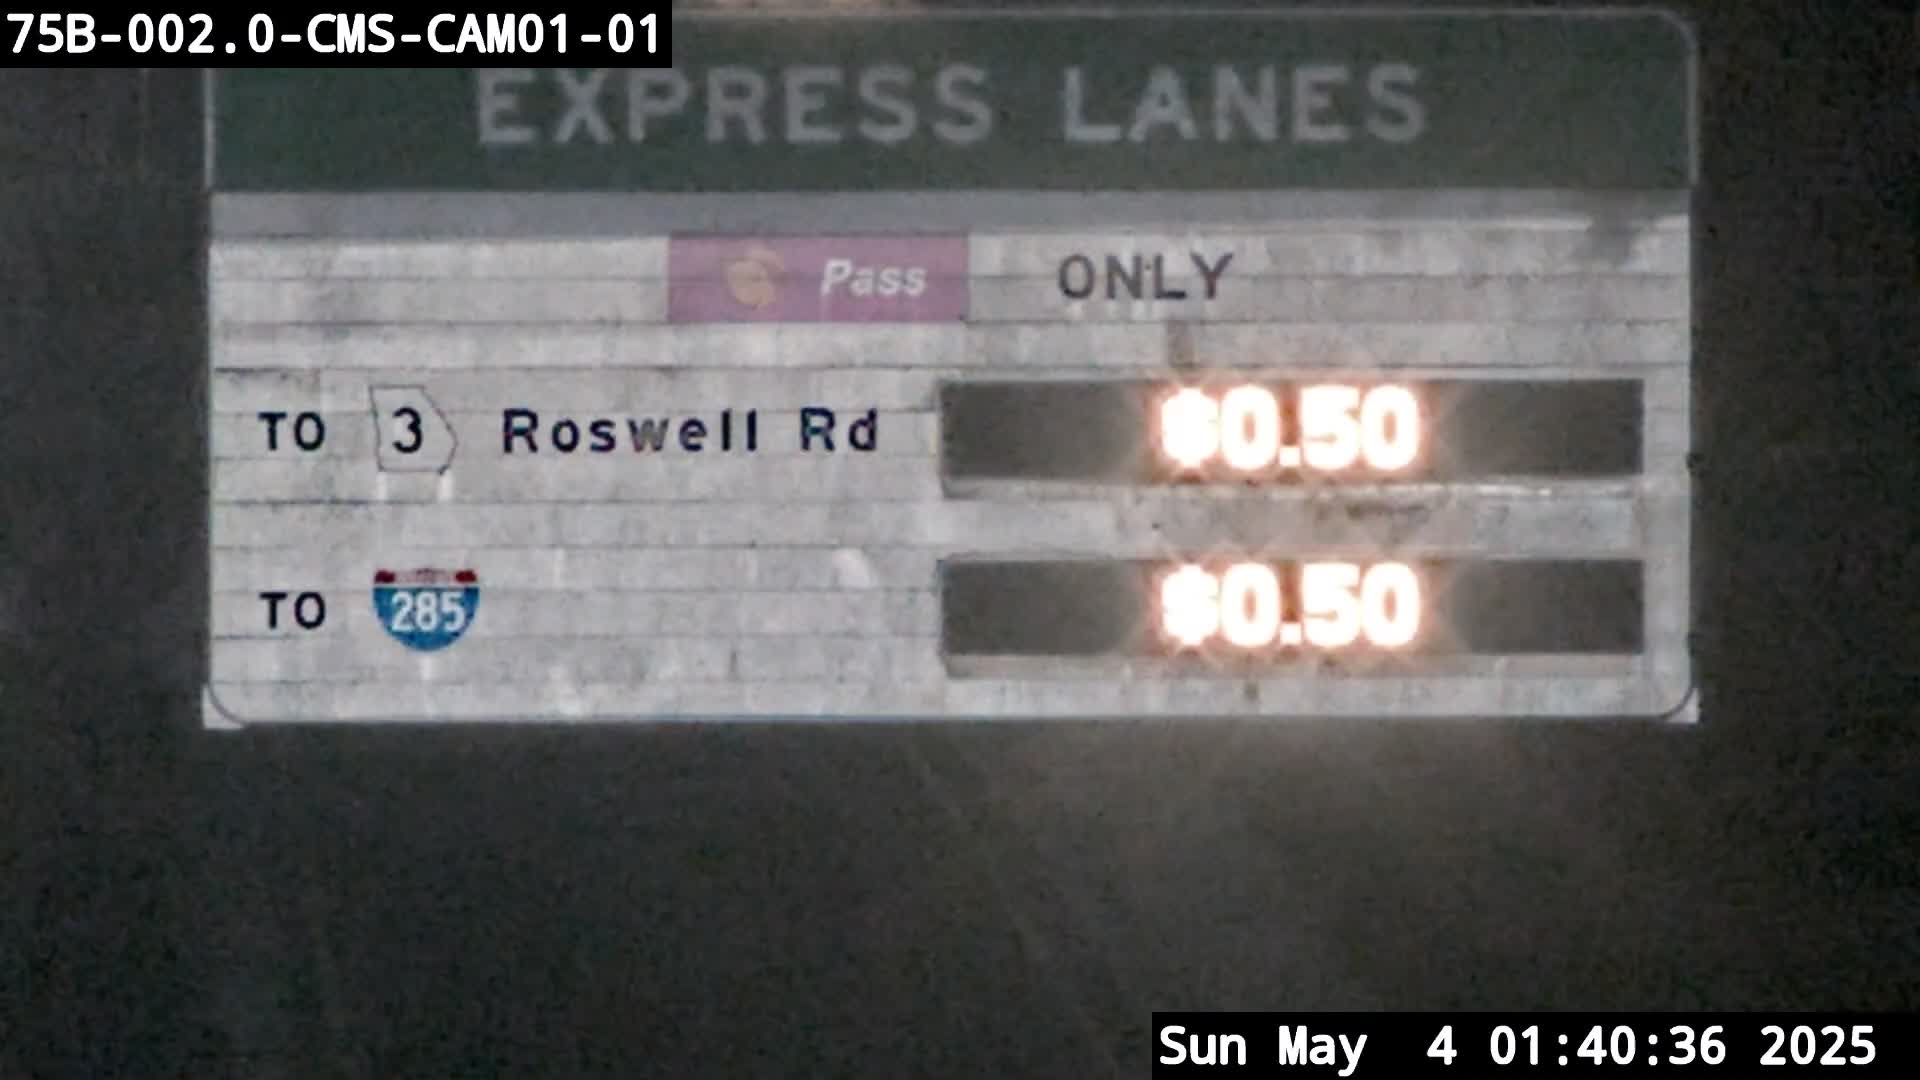 75B-002.0-CMS-CAM01-01
EXPRESS LANES
Pass ONLY
TO 3 Roswell Rd $0.50
TO 285 $0.50
Sun May 4 01:40:36 2025